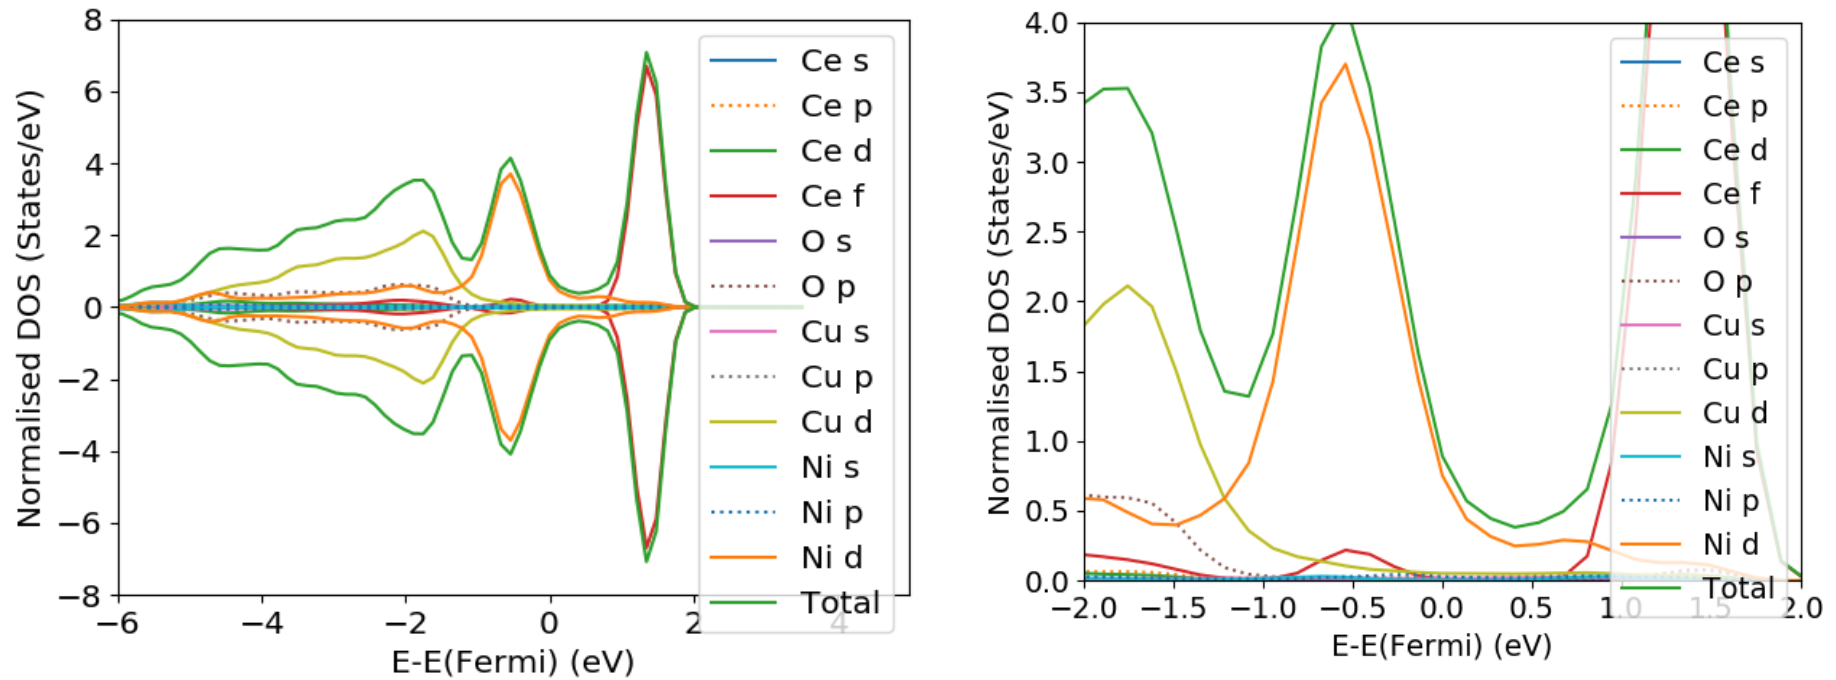 8
6
4
2
0
−2
−4
−6
−8
Normalised DOS (States/eV)
−6 −4 −2 0 2 4
E-E(Fermi) (eV)
Ce s
Ce p
Ce d
Ce f
O s
O p
Cu s
Cu p
Cu d
Ni s
Ni p
Ni d
Total
4.0
3.5
3.0
2.5
2.0
1.5
1.0
0.5
0.0
Normalised DOS (States/eV)
−2.0 −1.5 −1.0 −0.5 0.0 0.5 1.0 1.5 2.0
E-E(Fermi) (eV)
Ce s
Ce p
Ce d
Ce f
O s
O p
Cu s
Cu p
Cu d
Ni s
Ni p
Ni d
Total